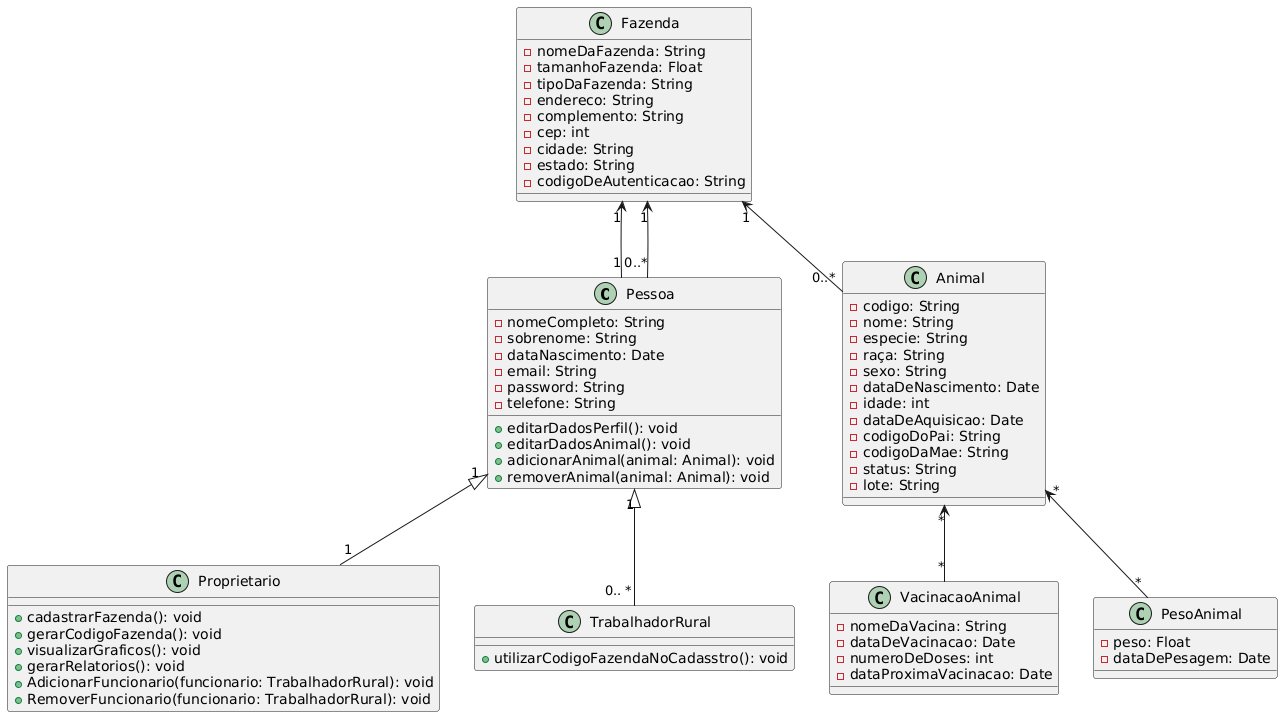 C Fazenda
nomeDaFazenda: String
tamanhoFazenda: Float
tipoDaFazenda: String
endereco: String
complemento: String
cep: int
cidade: String
estado: String
codigoDeAutenticacao: String
1
1
1
1
0..*
0..*
C Pessoa
nomeCompleto: String
sobrenome: String
dataNascimento: Date
email: String
password: String
telefone: String
editarDadosPerfil(): void
editarDadosAnimal(): void
adicionarAnimal(animal: Animal): void
removerAnimal(animal: Animal): void
C Animal
codigo: String
nome: String
especie: String
raça: String
sexo: String
dataDeNascimento: Date
idade: int
dataDeAquisicao: Date
codigoDoPai: String
codigoDaMae: String
status: String
lote: String
1
1
*
*
1
0.. *
*
*
C Proprietario
cadastrarFazenda(): void
gerarCodigoFazenda(): void
visualizarGraficos(): void
gerarRelatorios(): void
AdicionarFuncionario(funcionario: TrabalhadorRural): void
RemoverFuncionario(funcionario: TrabalhadorRural): void
C TrabalhadorRural
utilizarCodigoFazendaNoCadasstro(): void
C VacinacaoAnimal
nomeDaVacina: String
dataDeVacinacao: Date
numeroDeDoses: int
dataProximaVacinacao: Date
C PesoAnimal
peso: Float
dataDePesagem: Date